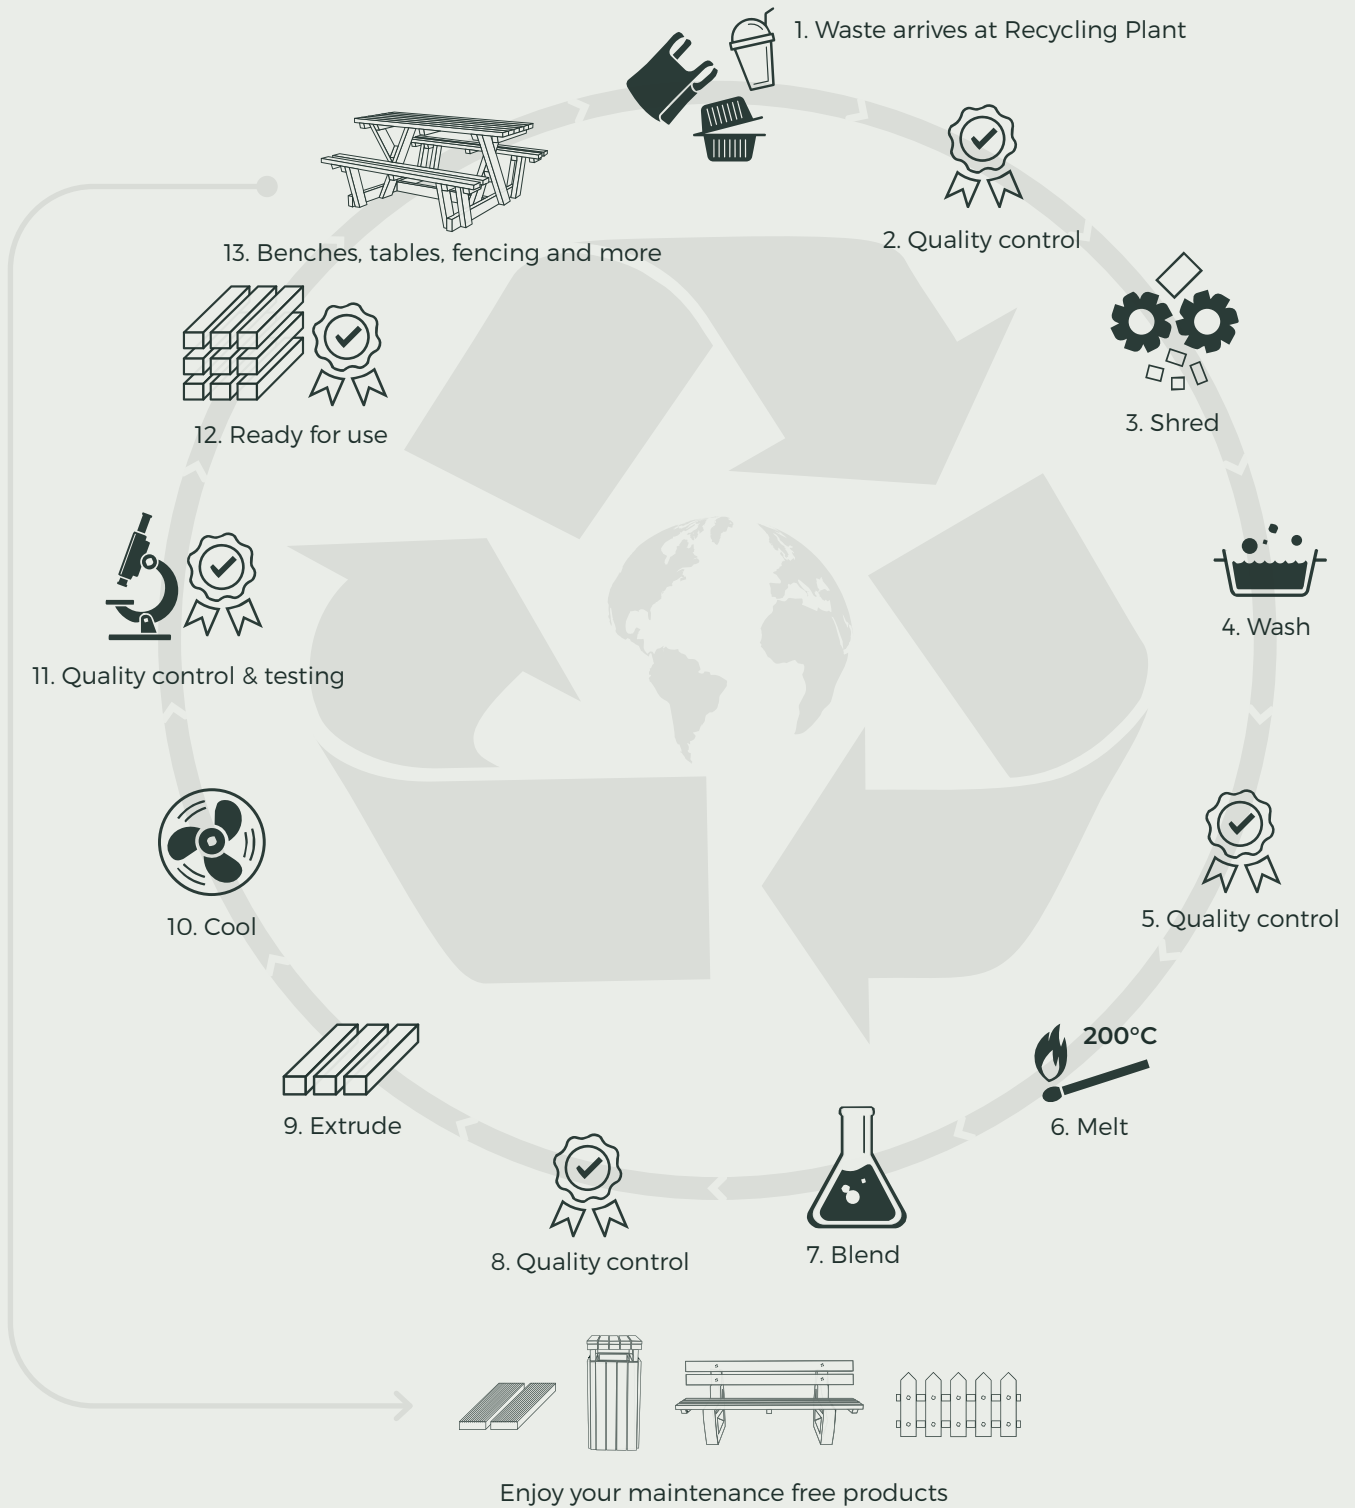 1. Waste arrives at Recycling Plant
2. Quality control
3. Shred
4. Wash
5. Quality control
200°C
6. Melt
7. Blend
8. Quality control
9. Extrude
10. Cool
11. Quality control & testing
12. Ready for use
13. Benches, tables, fencing and more
Enjoy your maintenance free products